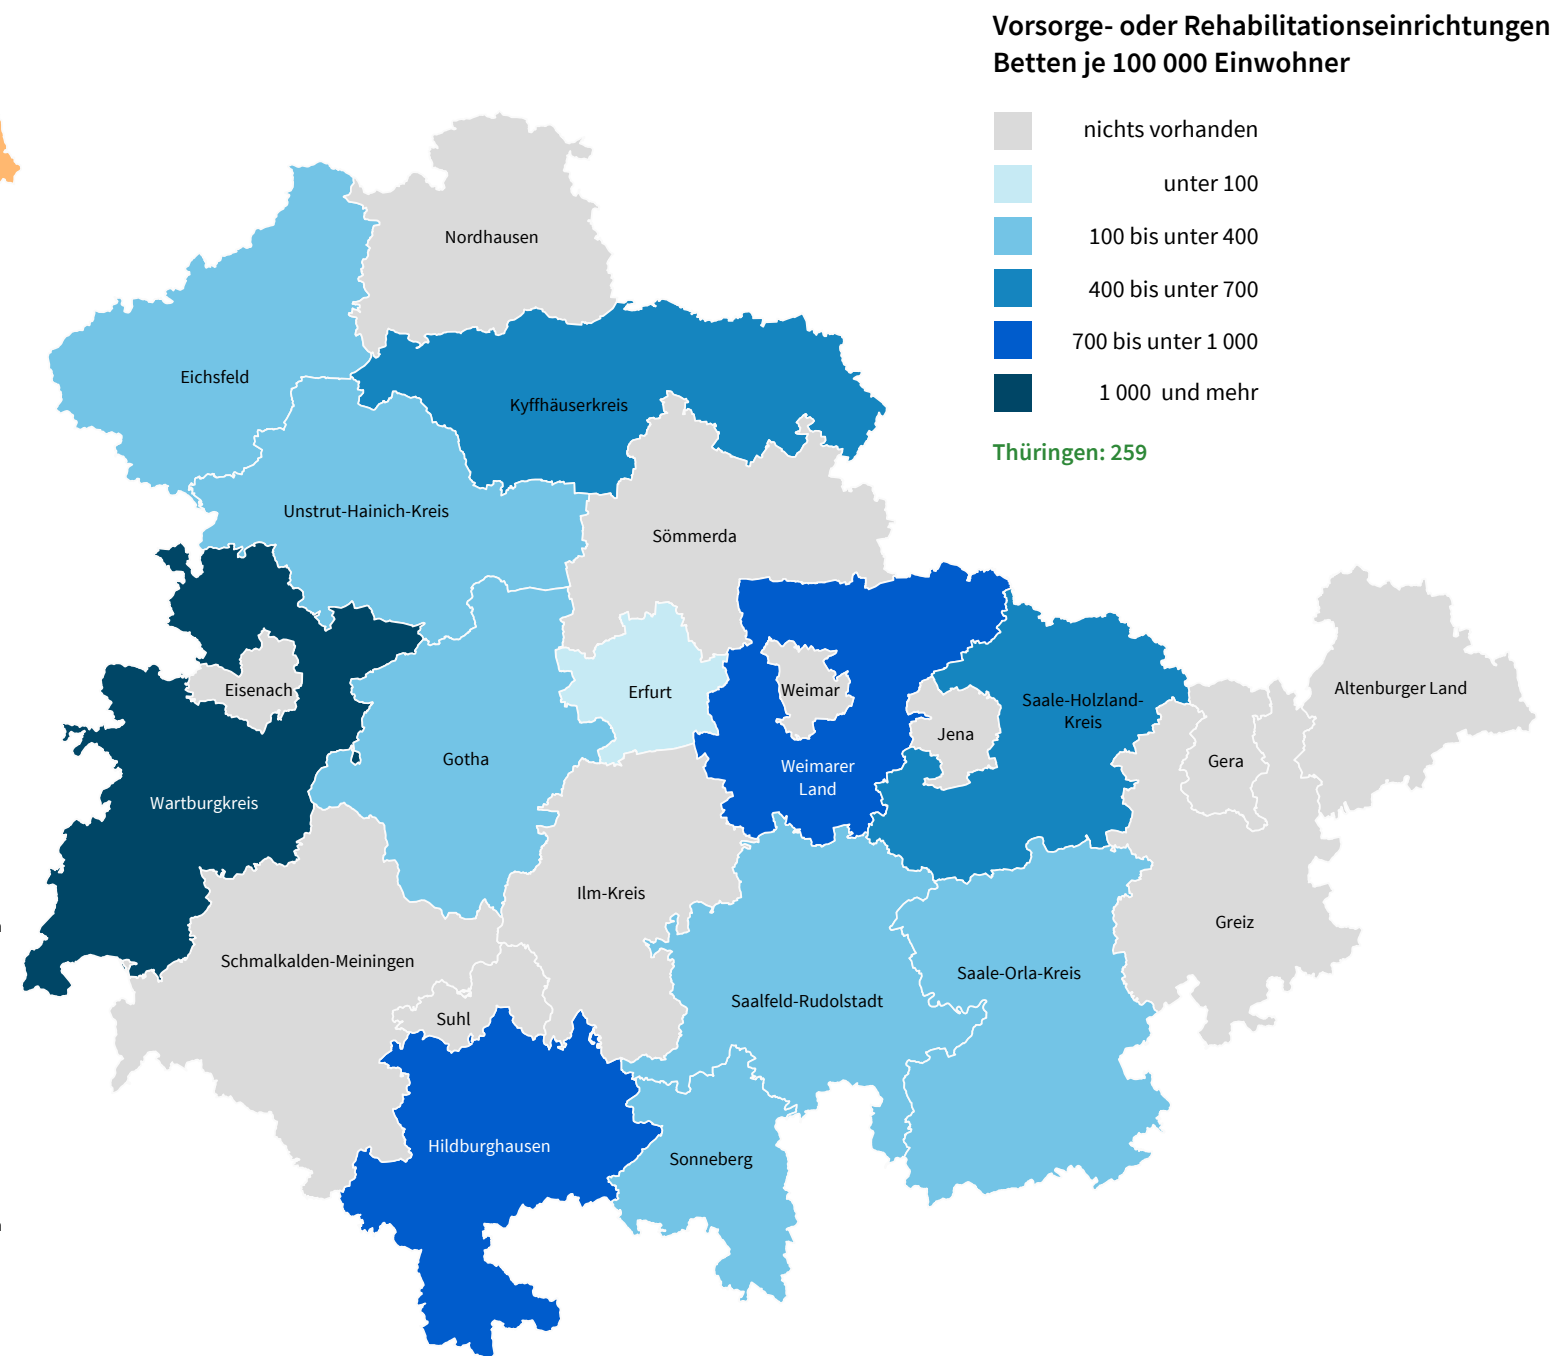 Vorsorge- oder Rehabilitationseinrichtungen
Betten je 100 000 Einwohner
nichts vorhanden
unter 100
100 bis unter 400
400 bis unter 700
700 bis unter 1 000
1 000 und mehr
Thüringen: 259
Nordhausen
Eichsfeld
Kyffhäuserkreis
Unstrut-Hainich-Kreis
Sömmerda
Eisenach
Erfurt
Weimar
Saale-Holzland-
Kreis
Altenburger Land
Jena
Gotha
Gera
Weimarer
Land
Wartburgkreis
Ilm-Kreis
Greiz
Schmalkalden-Meiningen
Saale-Orla-Kreis
Saalfeld-Rudolstadt
Suhl
Hildburghausen
Sonneberg